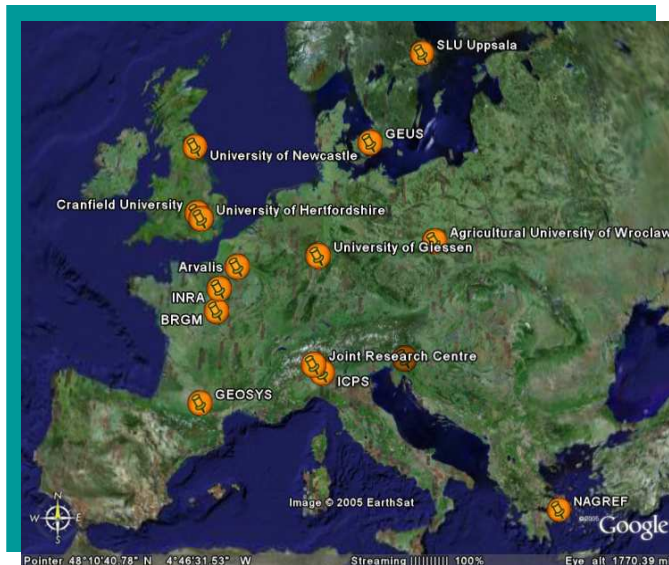 SLU Uppsala
GEUS
University of Newcastle
Cranfield University
University of Hertfordshire
Agricultural University of Wroclaw
University of Giessen
Arvalis
INRA
BRGM
Joint Research Centre
ICPS
GEOSYS
Image © 2005 EarthSat
NAGREF
N
W E
S
©2005 Google
Pointer 48°10'40.78" N 4°46'31.53" W Streaming |||||||||| 100% Eye alt 1770.39 m